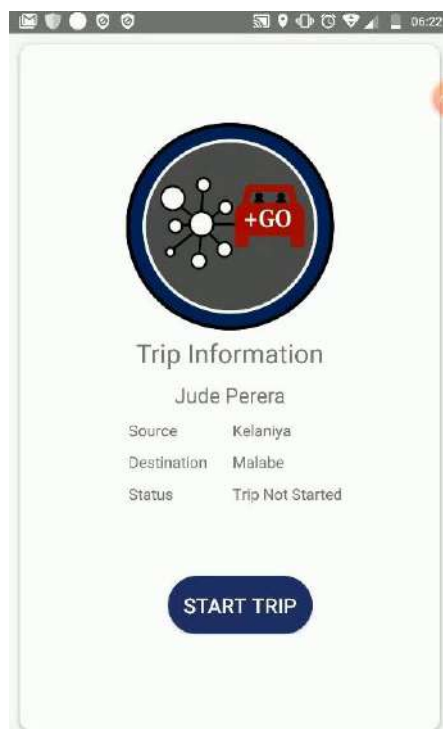 06:22
+GO
Trip Information
Jude Perera
Source Kelaniya
Destination Malabe
Status Trip Not Started
START TRIP